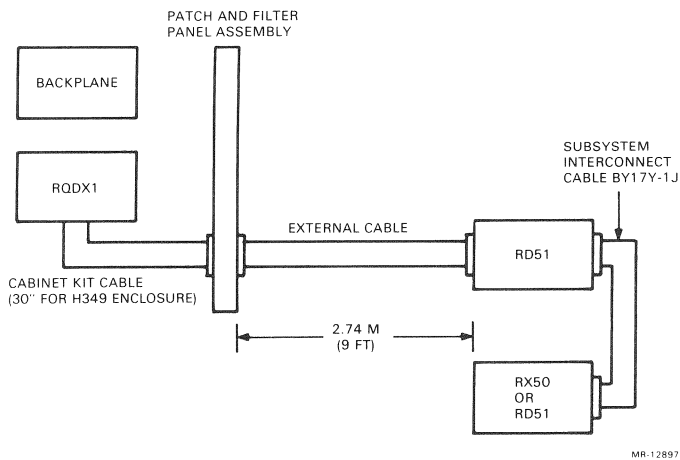 PATCH AND FILTER
PANEL ASSEMBLY
BACKPLANE
RQDX1
SUBSYSTEM
INTERCONNECT
CABLE BY17Y-1J
EXTERNAL CABLE
RD51
CABINET KIT CABLE
(30" FOR H349 ENCLOSURE)
2.74 M
(9 FT)
RX50
OR
RD51
MR-12897